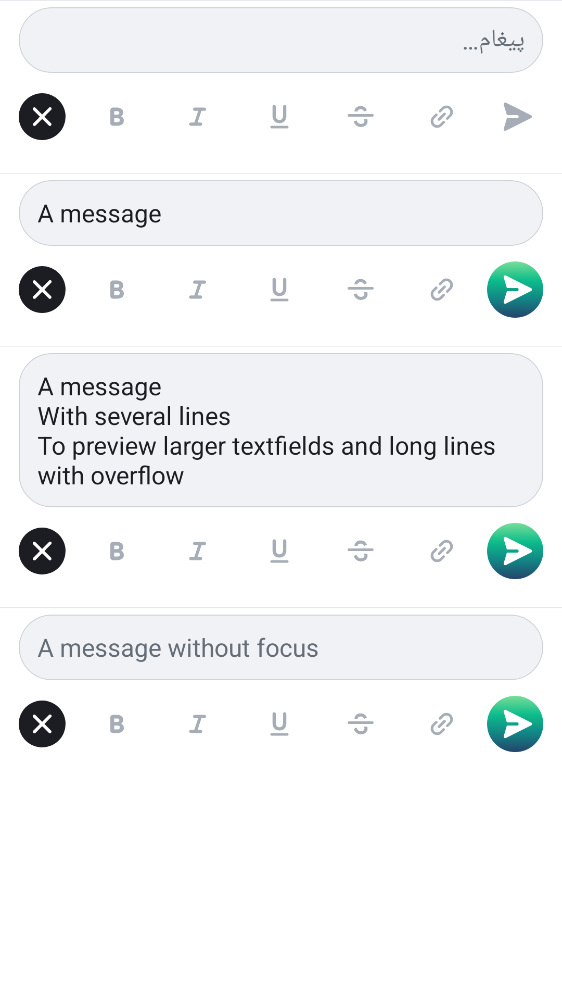 پیغام...
B I U S
A message
B I U S
A message
With several lines
To preview larger textfields and long lines
with overflow
B I U S
A message without focus
B I U S